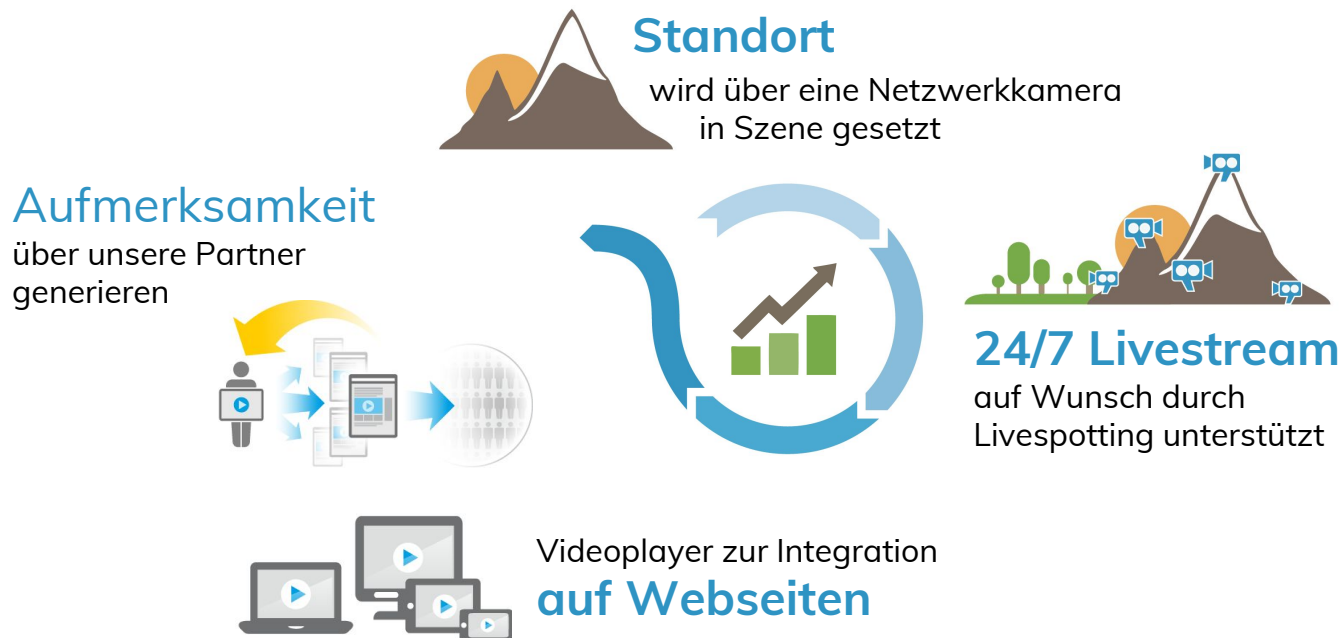 Standort
wird über eine Netzwerkkamera
in Szene gesetzt
Aufmerksamkeit
über unsere Partner
generieren
24/7 Livestream
auf Wunsch durch
Livespotting unterstützt
Videoplayer zur Integration
auf Webseiten